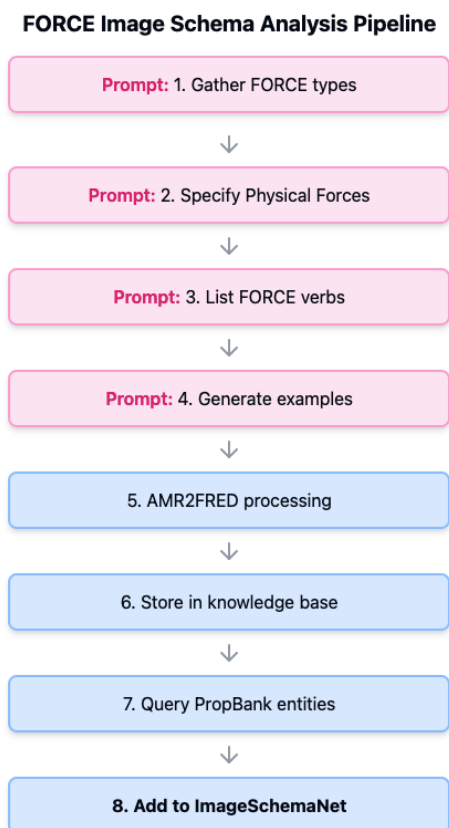 FORCE Image Schema Analysis Pipeline
Prompt: 1. Gather FORCE types
Prompt: 2. Specify Physical Forces
Prompt: 3. List FORCE verbs
Prompt: 4. Generate examples
5. AMR2FRED processing
6. Store in knowledge base
7. Query PropBank entities
8. Add to ImageSchemaNet